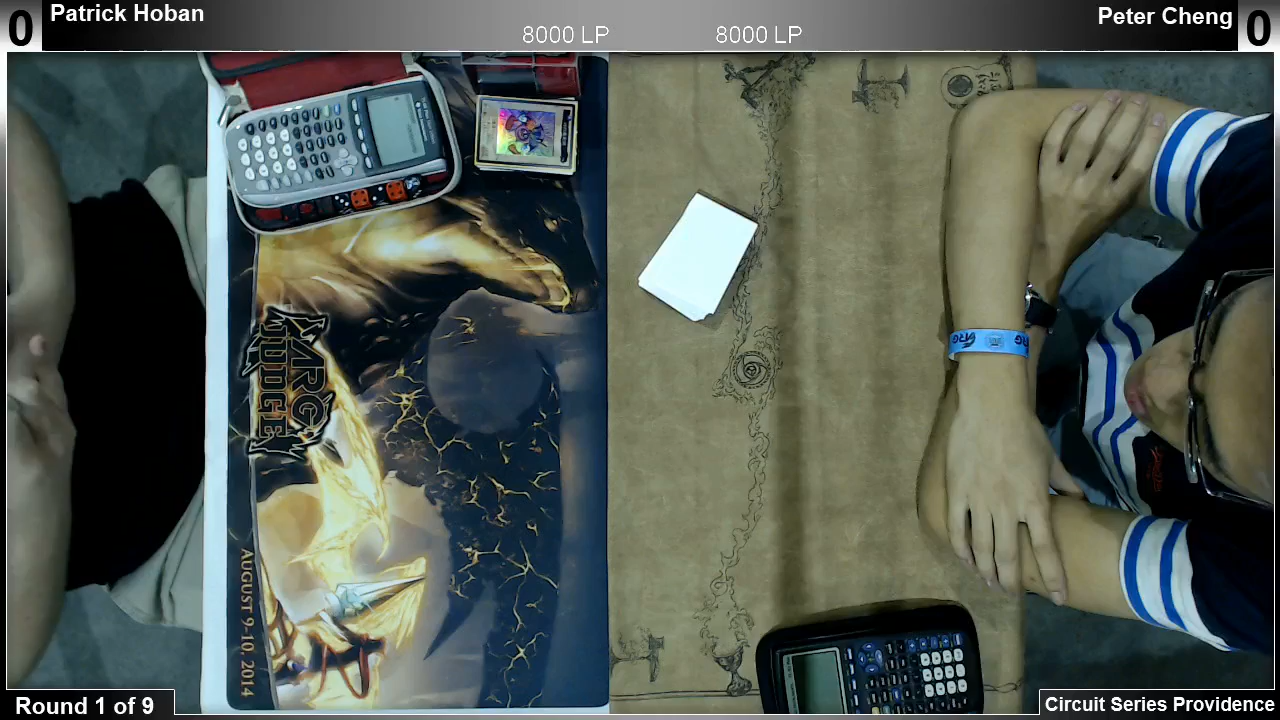 0
Patrick Hoban
8000 LP
8000 LP
Peter Cheng
0
ARG
JUDGE
ARG
AUGUST 9-10, 2014
Round 1 of 9
Circuit Series Providence